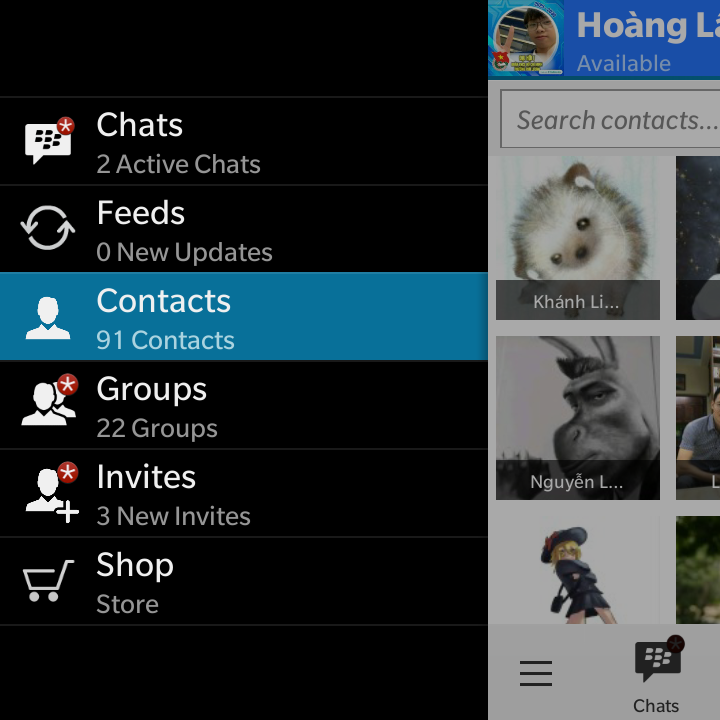 Chats
2 Active Chats
Feeds
0 New Updates
Contacts
91 Contacts
Groups
22 Groups
Invites
3 New Invites
Shop
Store
Hoàng Lâ
Available
Search contacts...
Khánh Li...
Nguyễn L...
L
Chats